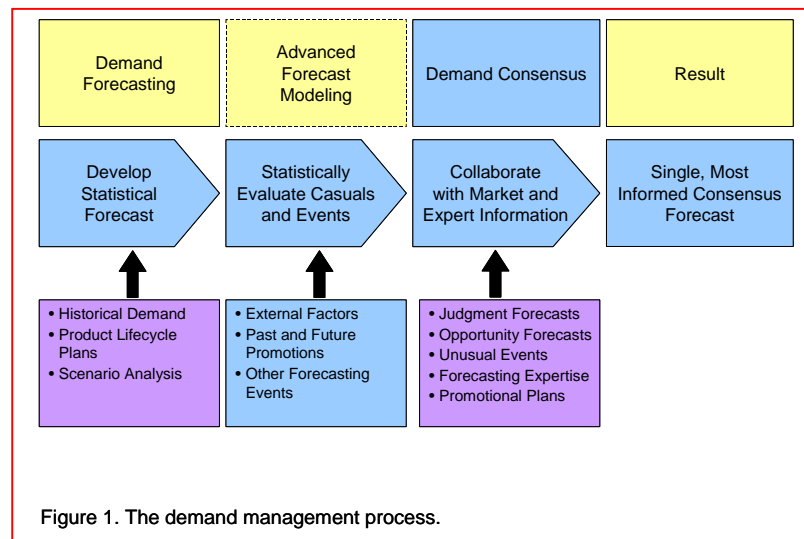 Demand
Forecasting
Advanced
Forecast
Modeling
Demand Consensus
Result
Develop
Statistical
Forecast
Statistically
Evaluate Casuals
and Events
Collaborate
with Market and
Expert Information
Single, Most
Informed Consensus
Forecast
• Historical Demand
• Product Lifecycle
Plans
• Scenario Analysis
• External Factors
• Past and Future
Promotions
• Other Forecasting
Events
• Judgment Forecasts
• Opportunity Forecasts
• Unusual Events
• Forecasting Expertise
• Promotional Plans
Figure 1. The demand management process.